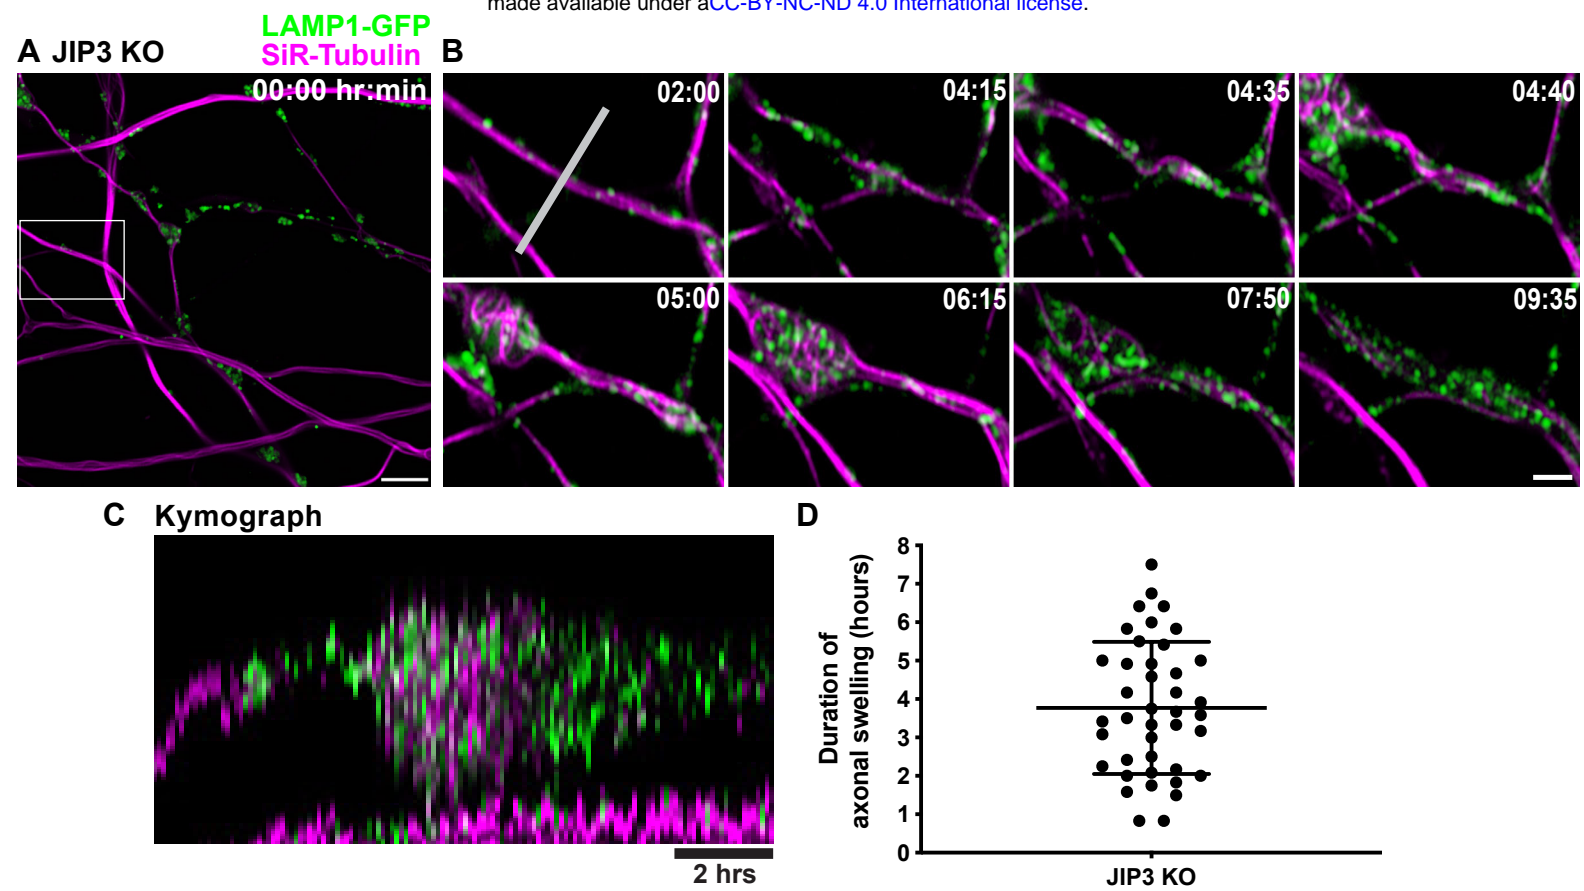 made available under aCC-BY-NC-ND 4.0 International license.
LAMP1-GFP
A JIP3 KO
SiR-Tubulin
B
00:00 hr:min
02:00
04:15
04:35
04:40
05:00
06:15
07:50
09:35
C Kymograph
2 hrs
D
Duration of
axonal swelling (hours)
8
7
6
5
4
3
2
1
0
JIP3 KO